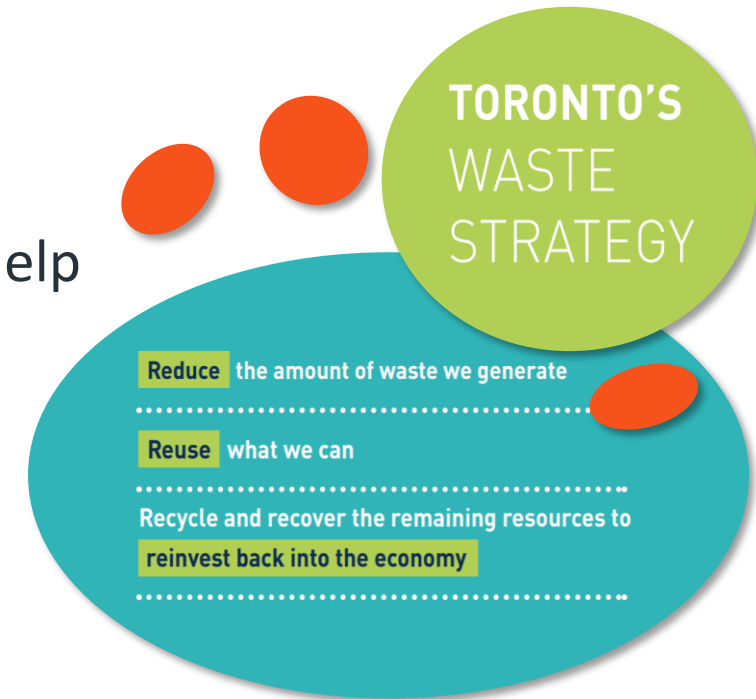 TORONTO'S
WASTE
STRATEGY
elp
Reduce the amount of waste we generate
Reuse what we can
Recycle and recover the remaining resources to
reinvest back into the economy